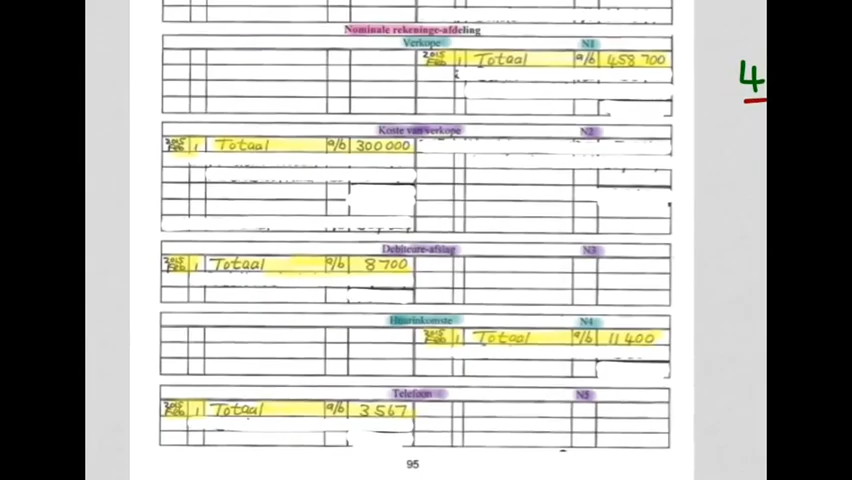 Nominale rekeninge-afdeling
Verkope N1
2015 Feb 1 Totaal a/b 458 700
4
Koste van verkope N2
2015 Feb 1 Totaal a/b 300 000
Debiteure-afslag N3
2015 Feb 1 Totaal a/b 8 700
Huurinkomste N4
2015 Feb 1 Totaal a/b 11 400
Telefoon N5
2015 Feb 1 Totaal a/b 3 567
95